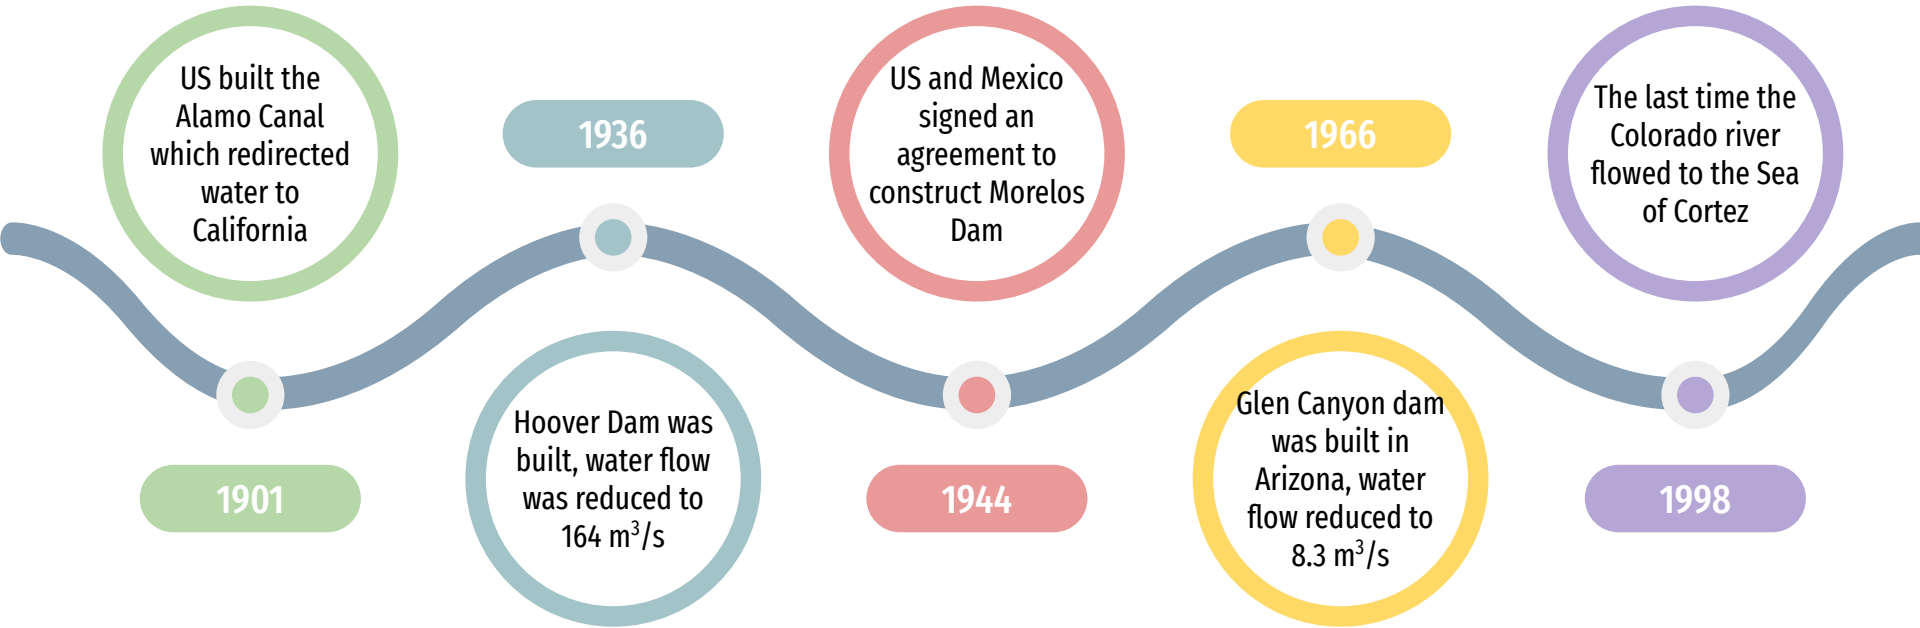 US built the
Alamo Canal
which redirected
water to
California
1901
1936
Hoover Dam was
built, water flow
was reduced to
164 m³/s
US and Mexico
signed an
agreement to
construct Morelos
Dam
1944
1966
Glen Canyon dam
was built in
Arizona, water
flow reduced to
8.3 m³/s
The last time the
Colorado river
flowed to the Sea
of Cortez
1998